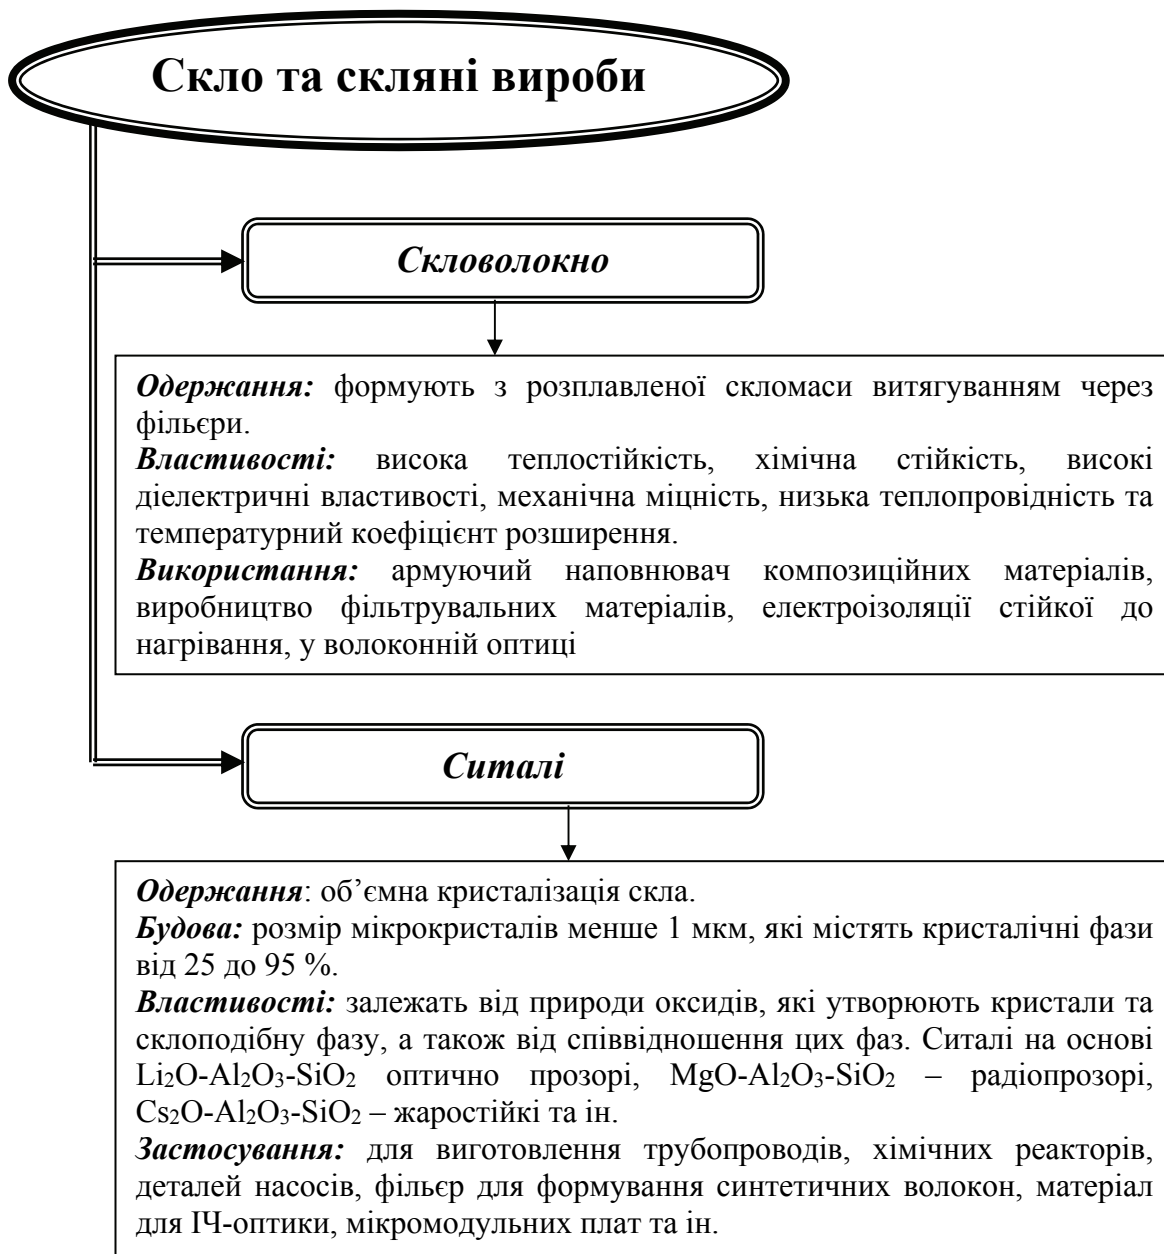 Скло та скляні вироби
Скловолокно
Одержання: формують з розплавленої скломаси витягуванням через
фільєри.
Властивості: висока теплостійкість, хімічна стійкість, високі
діелектричні властивості, механічна міцність, низька теплопровідність та
температурний коефіцієнт розширення.
Використання: армуючий наповнювач композиційних матеріалів,
виробництво фільтрувальних матеріалів, електроізоляції стійкої до
нагрівання, у волоконній оптиці
Ситалі
Одержання: об’ємна кристалізація скла.
Будова: розмір мікрокристалів менше 1 мкм, які містять кристалічні фази
від 25 до 95 %.
Властивості: залежать від природи оксидів, які утворюють кристали та
склоподібну фазу, а також від співвідношення цих фаз. Ситалі на основі
Li₂O-Al₂O₃-SiO₂ оптично прозорі, MgO-Al₂O₃-SiO₂ – радіопрозорі,
Cs₂O-Al₂O₃-SiO₂ – жаростійкі та ін.
Застосування: для виготовлення трубопроводів, хімічних реакторів,
деталей насосів, фільєр для формування синтетичних волокон, матеріал
для ІЧ-оптики, мікромодульних плат та ін.